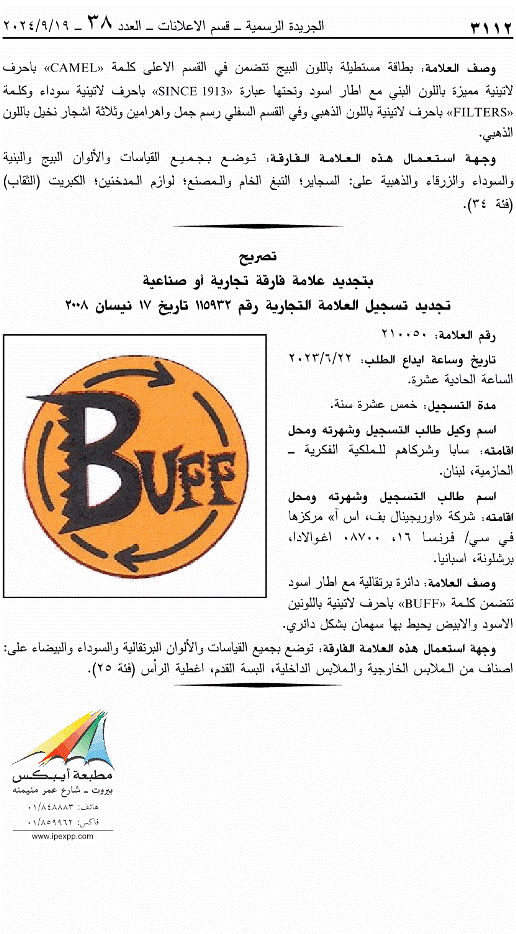 ٣١١٢ الجريدة الرسمية ــ قسم الاعلانات ــ العدد ٣٨ ــ ٢٠٢٤/٩/١٩
وصف العلامة: بطاقة مستطيلة باللون البيج تتضمن في القسم الاعلى كلمة «CAMEL» باحرف
لاتينية مميزة باللون البني مع اطار اسود وتحتها عبارة «SINCE 1913» باحرف لاتينية سوداء وكلمة
«FILTERS» باحرف لاتينية باللون الذهبي وفي القسم السفلي رسم جمل واهرامين وثلاثة اشجار نخيل باللون
الذهبي.
وجهة استعمال هذه العلامة الفارقة: توضع بجميع القياسات والألوان البيج والبنية
والسوداء والزرقاء والذهبية على: السجاير؛ التبغ الخام والمصنع؛ لوازم المدخنين؛ الكبريت (الثقاب)
(فئة ٣٤).
تصريح
بتجديد علامة فارقة تجارية أو صناعية
تجديد تسجيل العلامة التجارية رقم ١١٥٩٣٢ تاريخ ١٧ نيسان ٢٠٠٨
رقم العلامة: ٢١٠٠٥٠
تاريخ وساعة ايداع الطلب: ٢٠٢٣/٦/٢٢
الساعة الحادية عشرة.
مدة التسجيل: خمس عشرة سنة.
اسم وكيل طالب التسجيل وشهرته ومحل
اقامته: سابا وشركاهم للملكية الفكرية ــ
الحازمية، لبنان.
اسم طالب التسجيل وشهرته ومحل
اقامته: شركة «اوريجينال بف، اس آ» مركزها
في سي/ فرنسا ١٦، ٠٨٧٠٠ اغوالادا،
برشلونة، اسبانيا.
وصف العلامة: دائرة برتقالية مع اطار اسود
تتضمن كلمة «BUFF» باحرف لاتينية باللونين
الاسود والابيض يحيط بها سهمان بشكل دائري.
BUFF
وجهة استعمال هذه العلامة الفارقة: توضع بجميع القياسات والألوان البرتقالية والسوداء والبيضاء على:
اصناف من الملابس الخارجية والملابس الداخلية، البسة القدم، اغطية الرأس (فئة ٢٥).
مطبعة آيبكس
بيروت ــ شارع عمر منيمنه
هاتف: ٠١/٨٤٨٨٨٣
فاكس: ٠١/٨٥٩٩٦٢
www.ipexpp.com